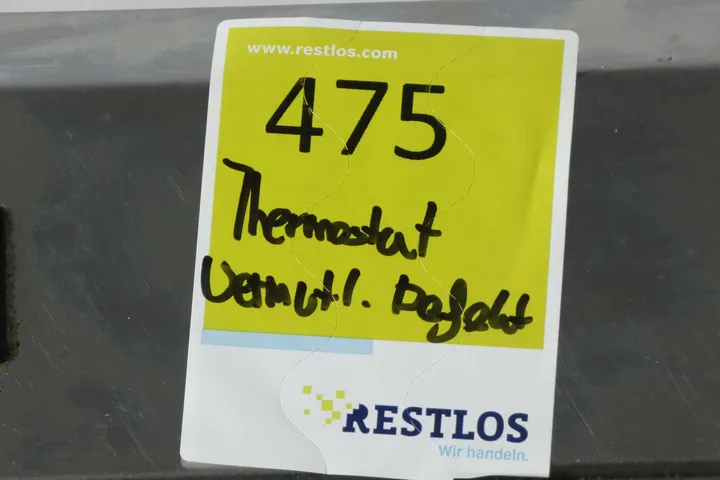 www.restlos.com
475
Thermostat
Vermutl. Defekt
RESTLOS
Wir handeln.